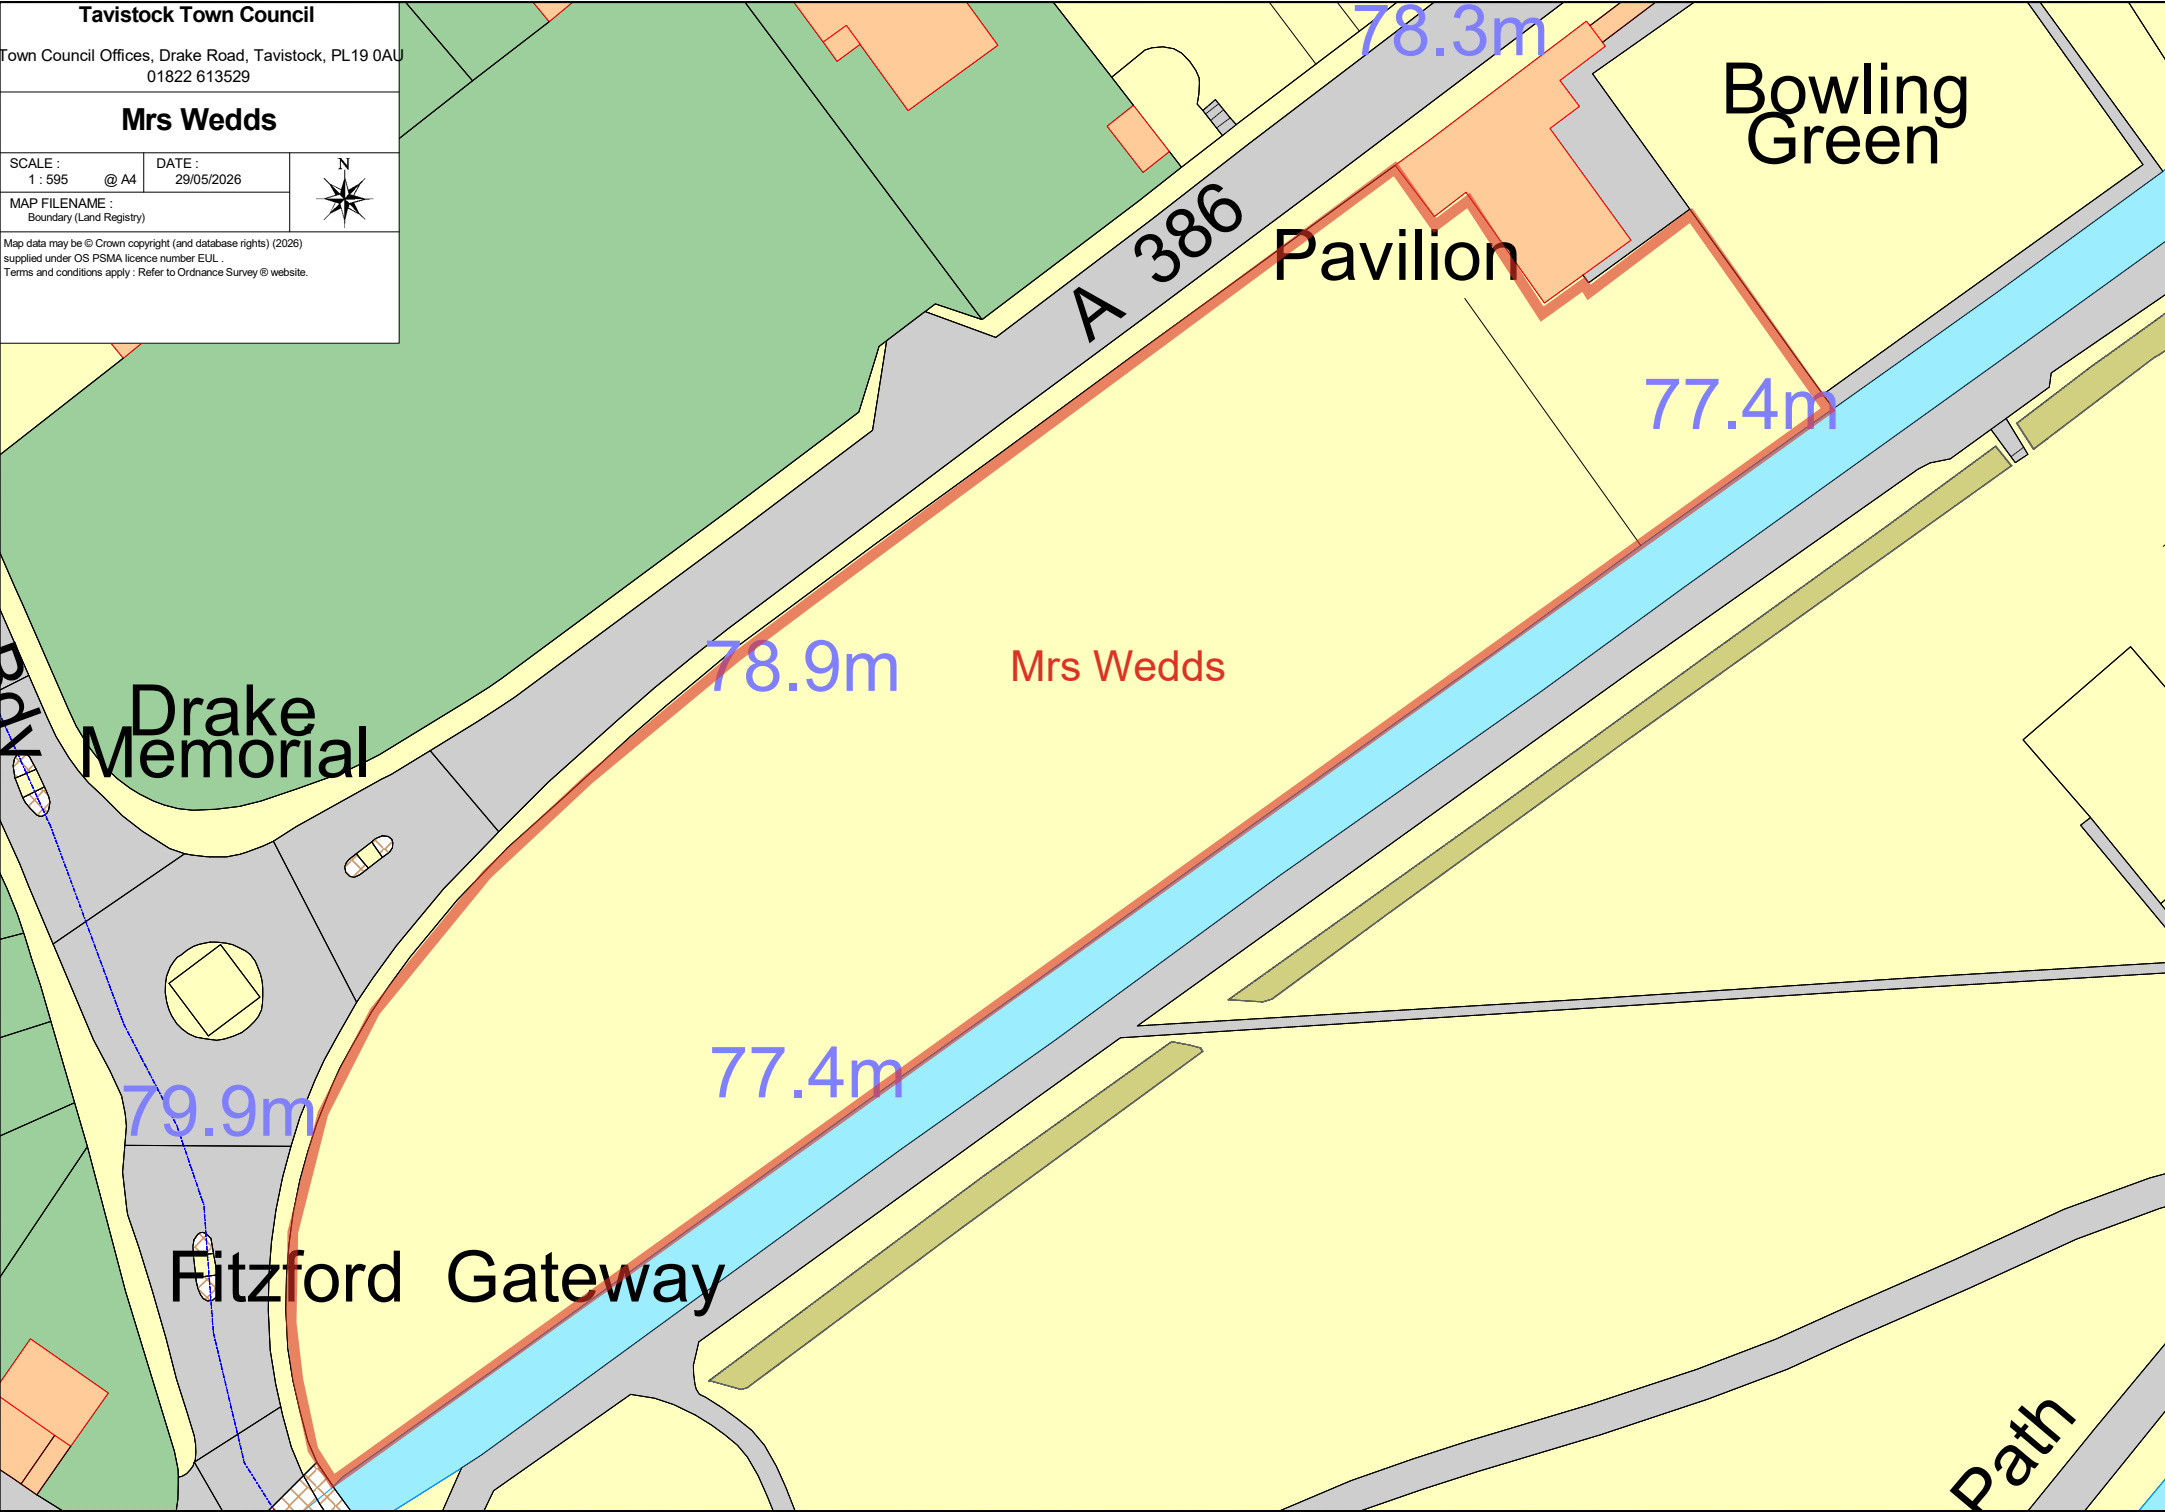 Tavistock Town Council
Town Council Offices, Drake Road, Tavistock, PL19 0AU
01822 613529
Mrs Wedds
SCALE :
1 : 595 @ A4
DATE :
29/05/2026
N
MAP FILENAME :
Boundary (Land Registry)
Map data may be © Crown copyright (and database rights) (2026)
supplied under OS PSMA licence number EUL .
Terms and conditions apply : Refer to Ordnance Survey ® website.
78.3m
Bowling
Green
A 386
Pavilion
77.4m
78.9m
Mrs Wedds
Bdy
Drake
Memorial
77.4m
79.9m
Fitzford Gateway
Path